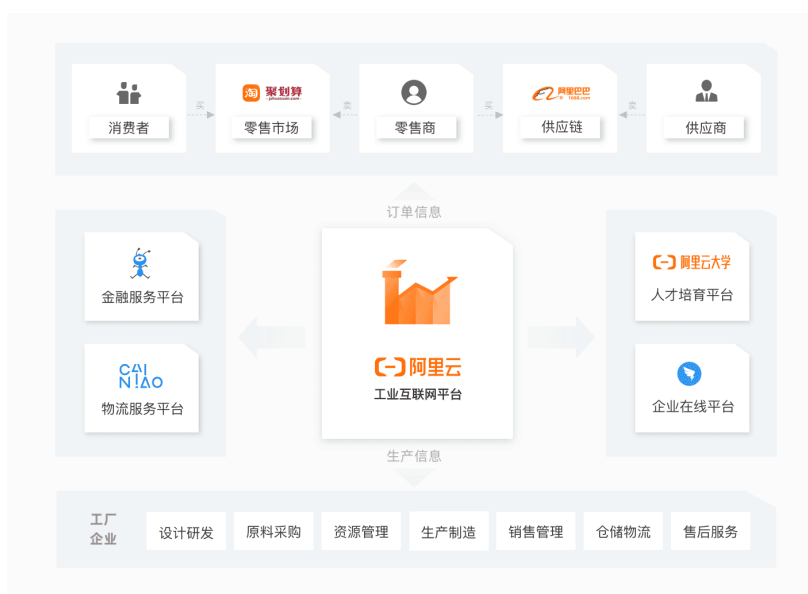 淘 聚划算
juhuasuan.com
阿里巴巴
1688.com
买
卖
买
卖
消费者
零售市场
零售商
供应链
供应商
订单信息
金融服务平台
CAI
NIAO
物流服务平台
阿里云
工业互联网平台
阿里云大学
人才培育平台
企业在线平台
生产信息
工厂
企业
设计研发
原料采购
资源管理
生产制造
销售管理
仓储物流
售后服务